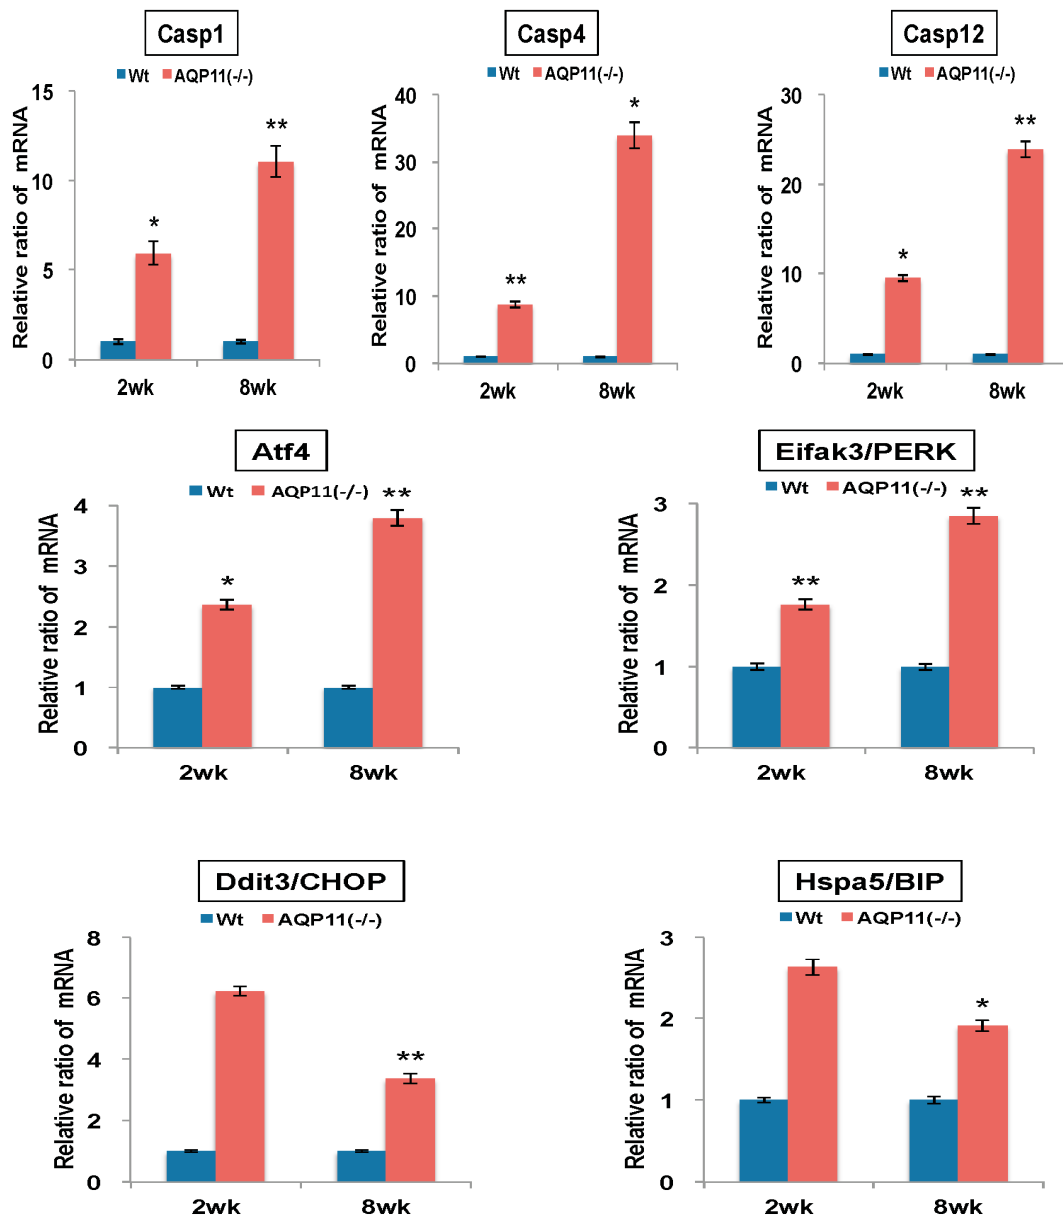 Casp1
Wt AQP11(-/-)
Relative ratio of mRNA
15
10
5
0
*
**
2wk 8wk
Casp4
Wt AQP11(-/-)
Relative ratio of mRNA
40
30
20
10
0
**
*
2wk 8wk
Casp12
Wt AQP11(-/-)
Relative ratio of mRNA
30
20
10
0
*
**
2wk 8wk
Atf4
Wt AQP11(-/-)
Relative ratio of mRNA
4
3
2
1
0
*
**
2wk 8wk
Eifak3/PERK
Wt AQP11(-/-)
Relative ratio of mRNA
3
2
1
0
**
**
2wk 8wk
Ddit3/CHOP
Wt AQP11(-/-)
Relative ratio of mRNA
8
6
4
2
0
**
2wk 8wk
Hspa5/BIP
Wt AQP11(-/-)
Relative ratio of mRNA
3
2
1
0
*
2wk 8wk